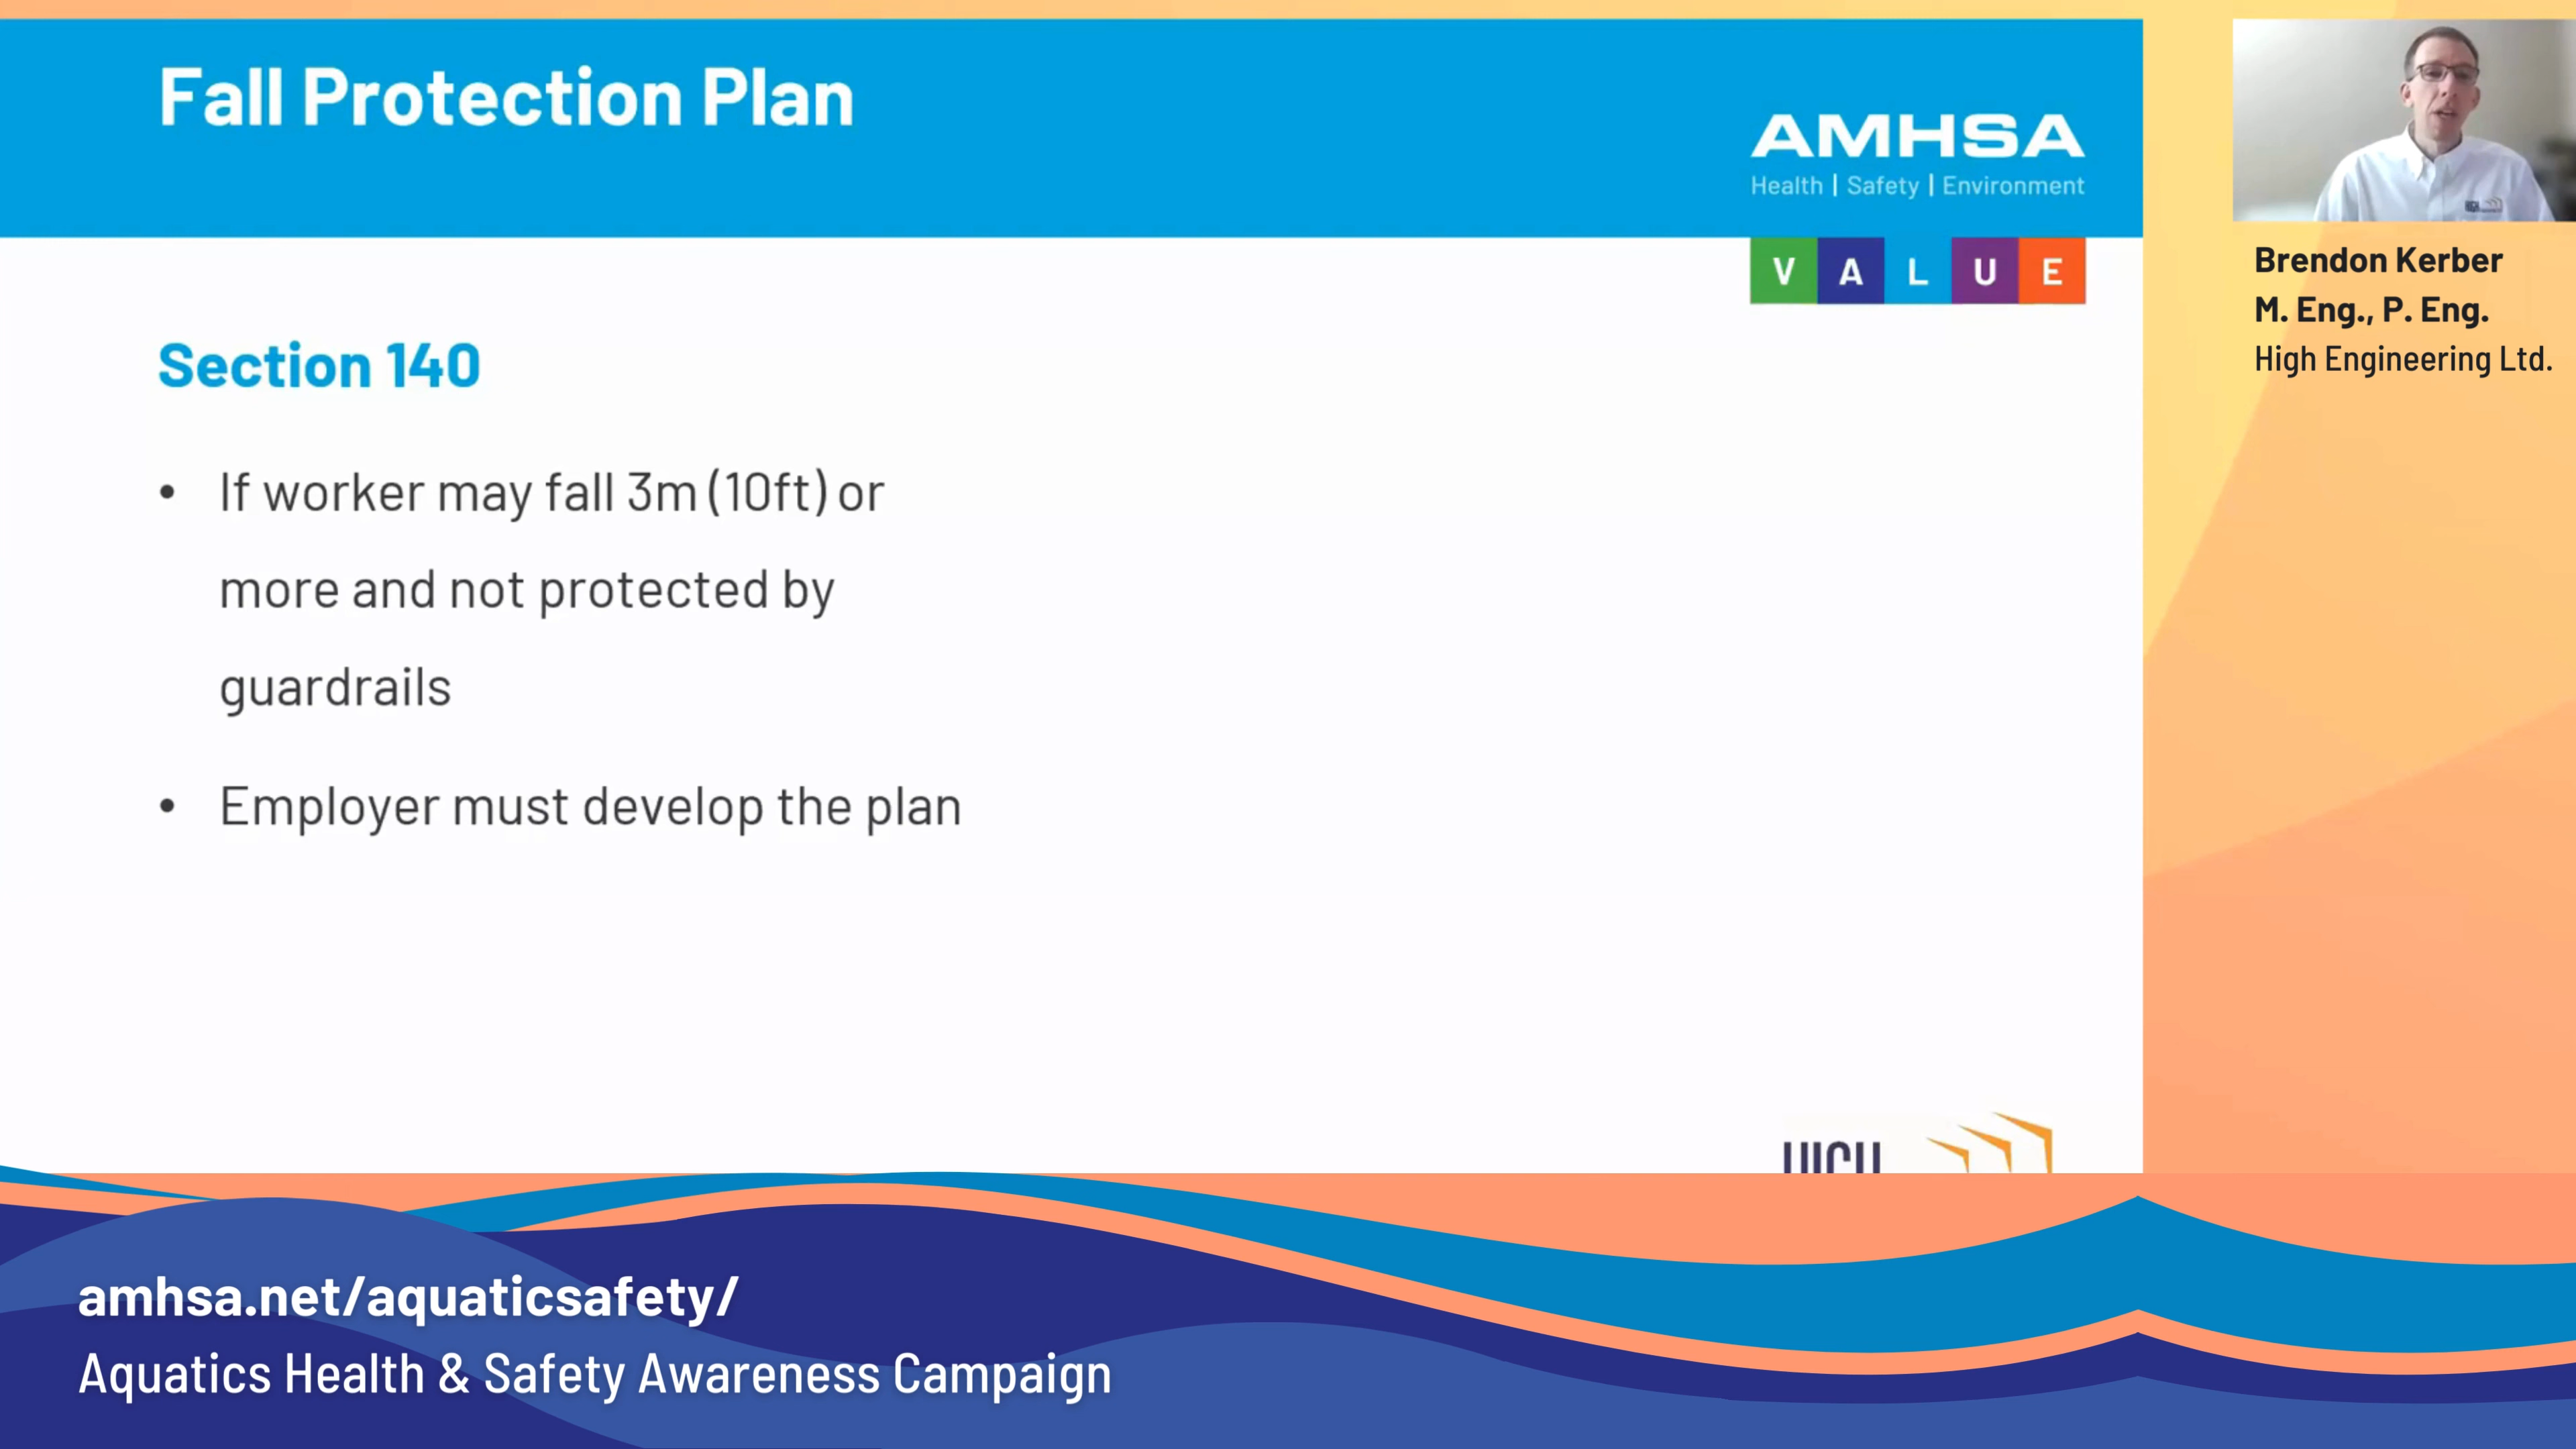 Fall Protection Plan
AMHSA
Health | Safety | Environment
V A L U E
Section 140
• If worker may fall 3m (10ft) or
more and not protected by
guardrails
• Employer must develop the plan
Brendon Kerber
M. Eng., P. Eng.
High Engineering Ltd.
amhsa.net/aquaticsafety/
Aquatics Health & Safety Awareness Campaign